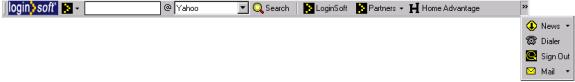 login soft @ Yahoo Search LoginSoft Partners Home Advantage »
News
Dialer
Sign Out
Mail